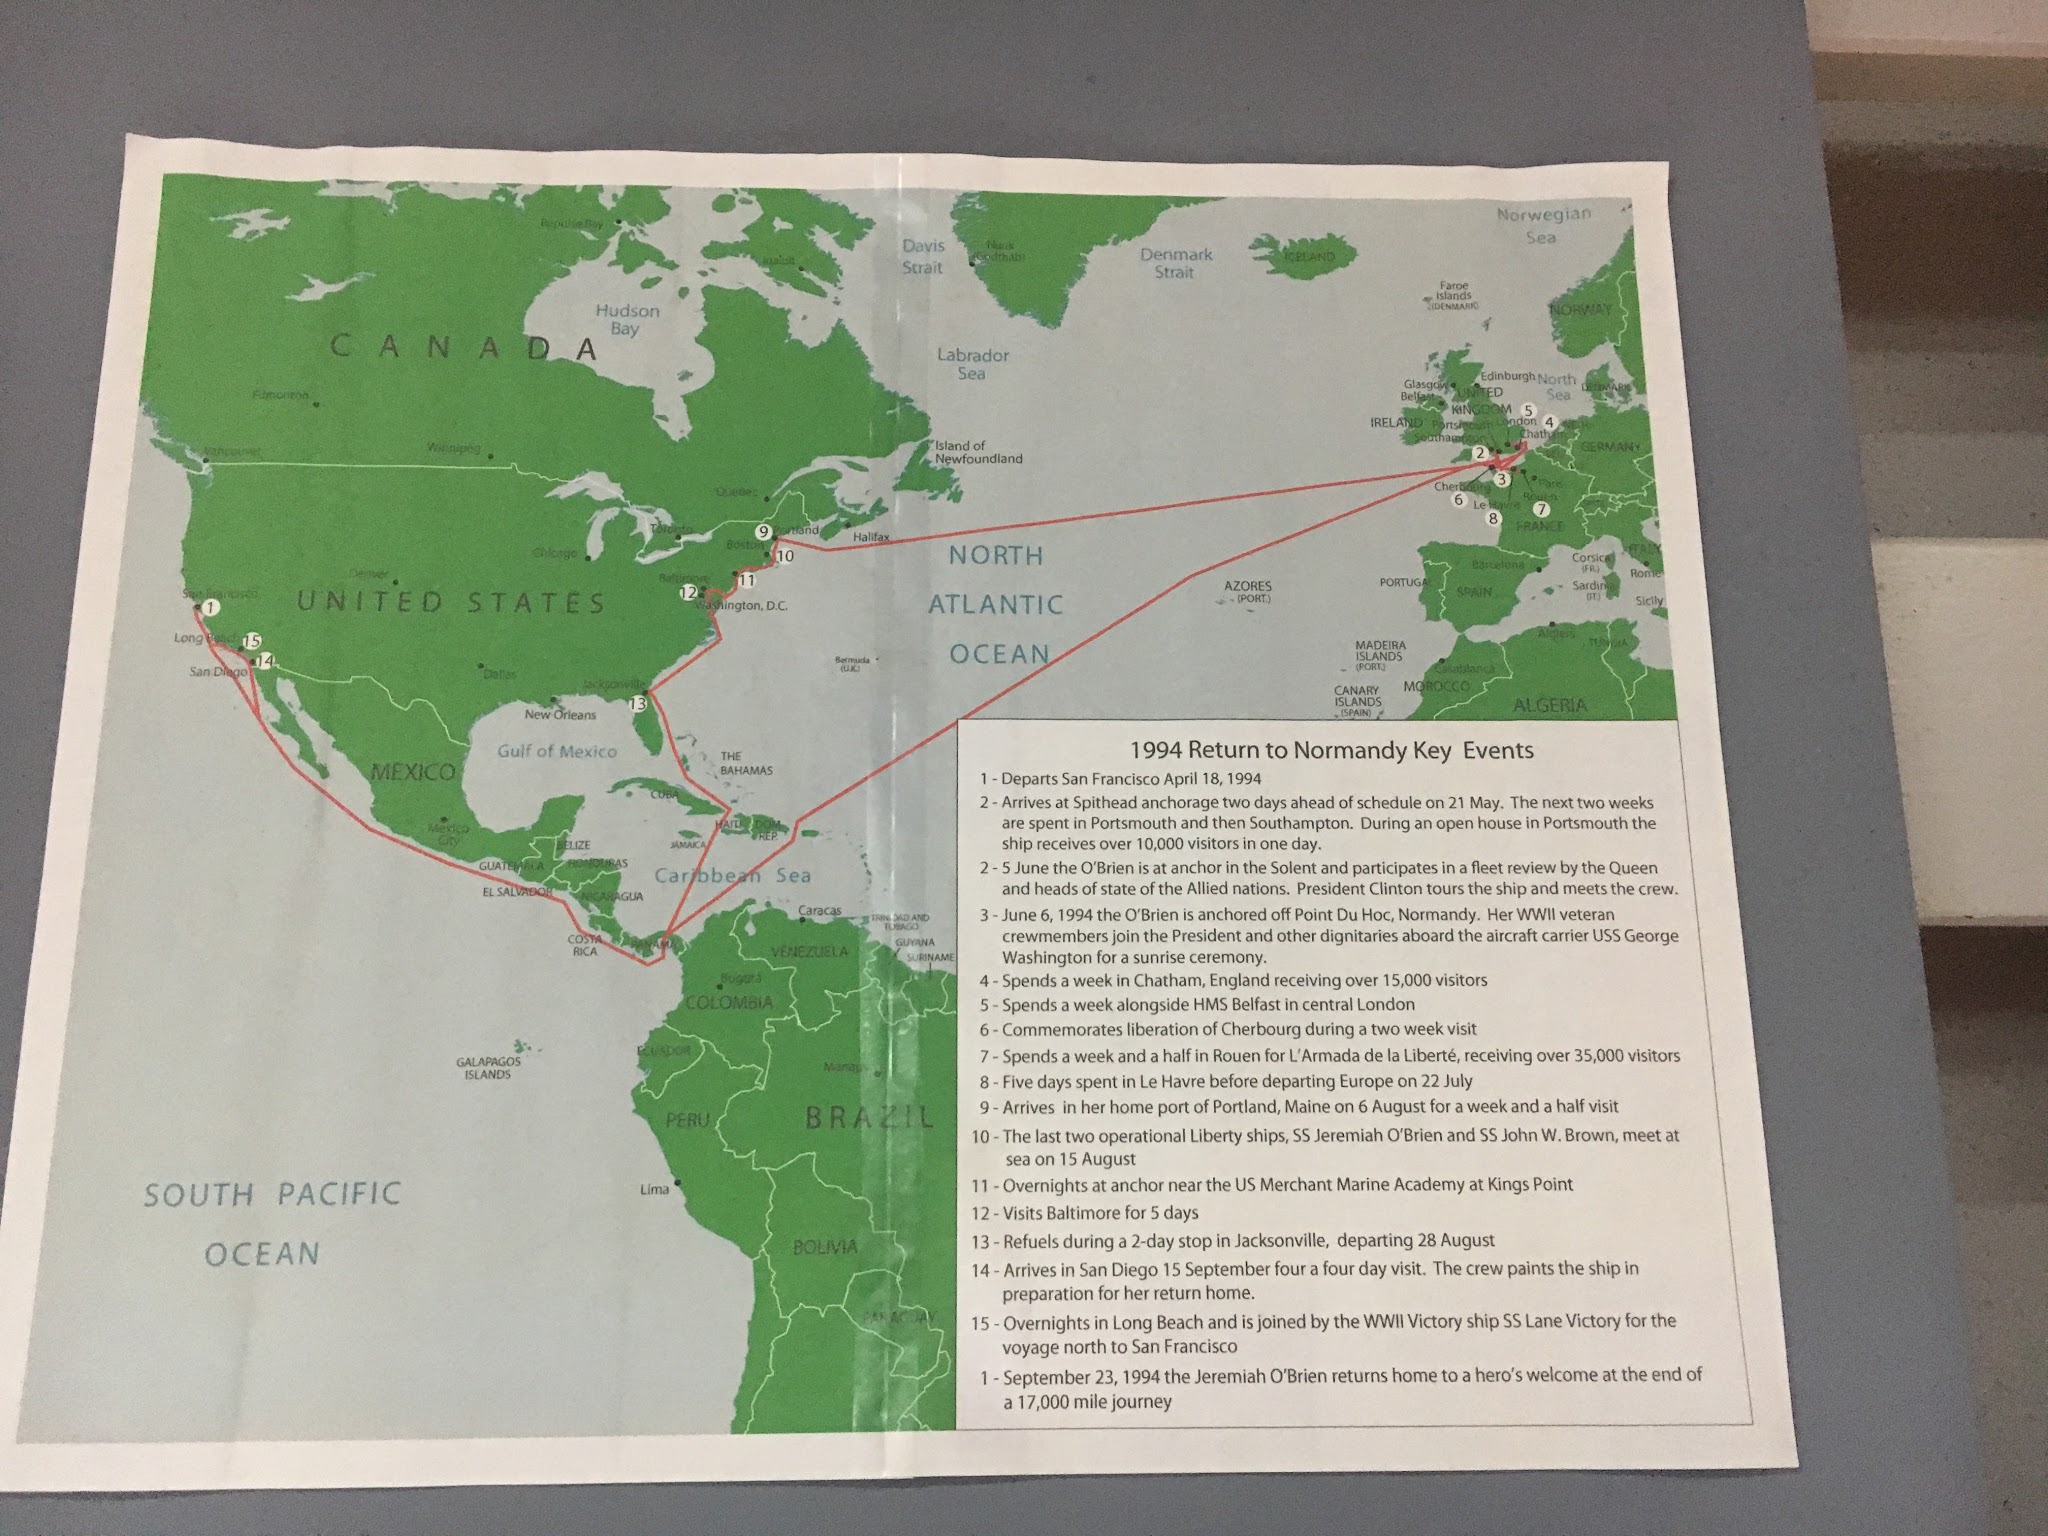 Norwegian
Sea
Davis
Strait
Denmark
Strait
ICELAND
Faroe
Islands
(DENMARK)
NORWAY
Hudson
Bay
CANADA
Labrador
Sea
Edmonton
Vancouver
Winnipeg
Island of
Newfoundland
Glasgow
Edinburgh
North
Sea
Belfast
UNITED
KINGDOM
5
4
IRELAND
Portsmouth
London
Southampton
GERMANY
2
3
Cherbourg
6
Paris
Rouen
7
8
FRANCE
Quebec
Toronto
9
Portland
Halifax
Boston
10
Chicago
11
Denver
Baltimore
12
Washington, D.C.
UNITED STATES
NORTH
ATLANTIC
OCEAN
AZORES
(PORT.)
PORTUGAL
SPAIN
Barcelona
Corsica
(FR.)
Rome
Sicily
San Francisco
1
Long Beach
15
14
San Diego
Dallas
Jacksonville
13
New Orleans
Bermuda
(U.K.)
MADEIRA
ISLANDS
(PORT.)
Casablanca
CANARY
ISLANDS
(SPAIN)
MOROCCO
Algiers
ALGERIA
Gulf of Mexico
MEXICO
THE
BAHAMAS
CUBA
Mexico
City
HAITI
DOM.
REP.
JAMAICA
BELIZE
GUATEMALA
HONDURAS
EL SALVADOR
NICARAGUA
Caribbean Sea
COSTA
RICA
PANAMA
Caracas
TRINIDAD AND
TOBAGO
VENEZUELA
GUYANA
SURINAME
COLOMBIA
GALAPAGOS
ISLANDS
ECUADOR
PERU
BRAZIL
Lima
BOLIVIA
PARAGUAY
SOUTH PACIFIC
OCEAN
1994 Return to Normandy Key Events
1 - Departs San Francisco April 18, 1994
2 - Arrives at Spithead anchorage two days ahead of schedule on 21 May. The next two weeks
are spent in Portsmouth and then Southampton. During an open house in Portsmouth the
ship receives over 10,000 visitors in one day.
2 - 5 June the O'Brien is at anchor in the Solent and participates in a fleet review by the Queen
and heads of state of the Allied nations. President Clinton tours the ship and meets the crew.
3 - June 6, 1994 the O'Brien is anchored off Point Du Hoc, Normandy. Her WWII veteran
crewmembers join the President and other dignitaries aboard the aircraft carrier USS George
Washington for a sunrise ceremony.
4 - Spends a week in Chatham, England receiving over 15,000 visitors
5 - Spends a week alongside HMS Belfast in central London
6 - Commemorates liberation of Cherbourg during a two week visit
7 - Spends a week and a half in Rouen for L'Armada de la Liberté, receiving over 35,000 visitors
8 - Five days spent in Le Havre before departing Europe on 22 July
9 - Arrives in her home port of Portland, Maine on 6 August for a week and a half visit
10 - The last two operational Liberty ships, SS Jeremiah O'Brien and SS John W. Brown, meet at
sea on 15 August
11 - Overnights at anchor near the US Merchant Marine Academy at Kings Point
12 - Visits Baltimore for 5 days
13 - Refuels during a 2-day stop in Jacksonville, departing 28 August
14 - Arrives in San Diego 15 September four a four day visit. The crew paints the ship in
preparation for her return home.
15 - Overnights in Long Beach and is joined by the WWII Victory ship SS Lane Victory for the
voyage north to San Francisco
1 - September 23, 1994 the Jeremiah O'Brien returns home to a hero's welcome at the end of
a 17,000 mile journey